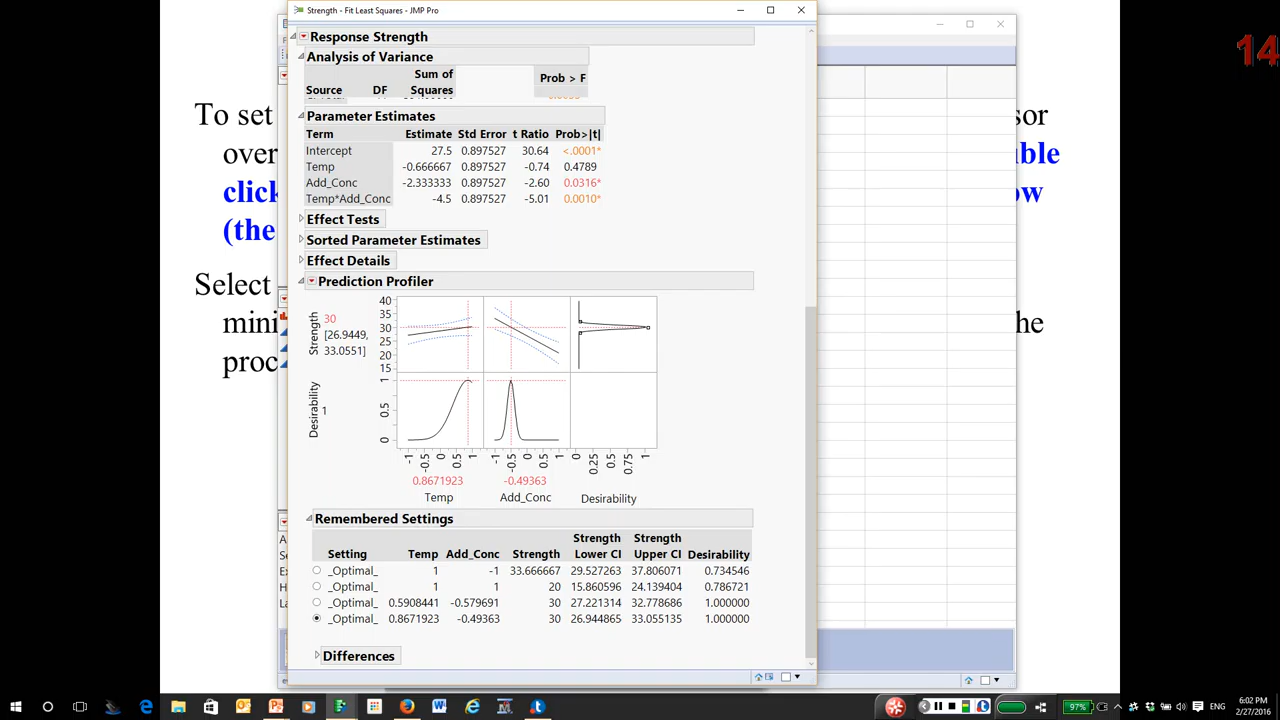 Strength - Fit Least Squares - JMP Pro
14
Response Strength
Analysis of Variance
Sum of
Source DF Squares Prob > F
To set
sor
Parameter Estimates
Term Estimate Std Error t Ratio Prob>|t|
Intercept 27.5 0.897527 30.64 <.0001*
over
Temp -0.666667 0.897527 -0.74 0.4789
Add_Conc -2.333333 0.897527 -2.60 0.0316*
click
ow
Temp*Add_Conc -4.5 0.897527 -5.01 0.0010*
Effect Tests
(the
Sorted Parameter Estimates
Effect Details
Select
Prediction Profiler
Strength
30
[26.9449,
33.0551]
40
35
30
25
20
15
mini
the
proc
Desirability
1
1
0.5
0
-1 -0.5 0 0.5 1
-1 -0.5 0 0.5 1
0 0.25 0.5 0.75 1
0.8671923 -0.49363
Temp Add_Conc Desirability
Remembered Settings
Strength Strength
Setting Temp Add_Conc Strength Lower CI Upper CI Desirability
_Optimal_ 1 -1 33.666667 29.527263 37.806071 0.734546
_Optimal_ 1 1 20 15.860596 24.139404 0.786721
_Optimal_ 0.5908441 -0.579691 30 27.221314 32.778686 1.000000
_Optimal_ 0.8671923 -0.49363 30 26.944865 33.055135 1.000000
Differences
97%
ENG
6:02 PM
2/27/2016